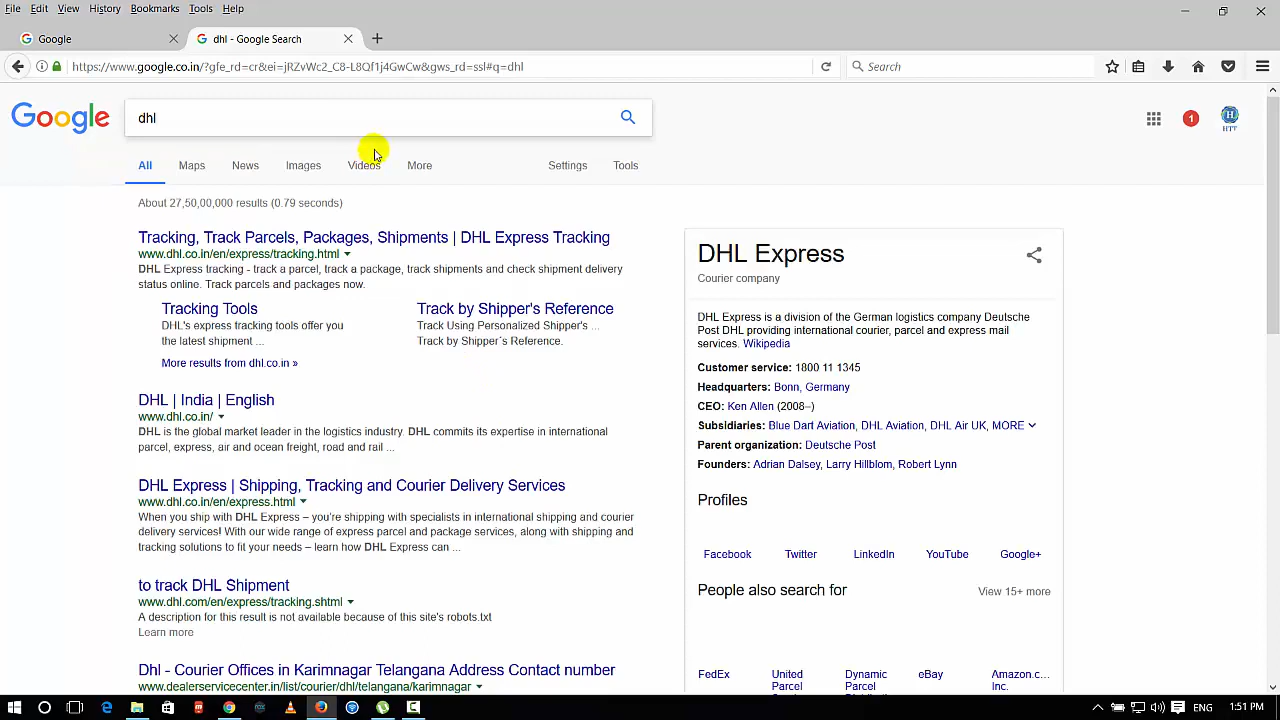 File Edit View History Bookmarks Tools Help
Google
dhl - Google Search
https://www.google.co.in/?gfe_rd=cr&ei=jRZvWc2_C8-L8Qf1j4GwCw&gws_rd=ssl#q=dhl
Search
Google
dhl
1
H
HTT
All Maps News Images Videos More Settings Tools
About 27,50,00,000 results (0.79 seconds)
Tracking, Track Parcels, Packages, Shipments | DHL Express Tracking
www.dhl.co.in/en/express/tracking.html
DHL Express tracking - track a parcel, track a package, track shipments and check shipment delivery
status online. Track parcels and packages now.
Tracking Tools
DHL's express tracking tools offer you
the latest shipment ...
Track by Shipper's Reference
Track Using Personalized Shipper's ...
Track by Shipper´s Reference.
More results from dhl.co.in »
DHL | India | English
www.dhl.co.in/
DHL is the global market leader in the logistics industry. DHL commits its expertise in international
parcel, express, air and ocean freight, road and rail ...
DHL Express | Shipping, Tracking and Courier Delivery Services
www.dhl.co.in/en/express.html
When you ship with DHL Express – you're shipping with specialists in international shipping and courier
delivery services! With our wide range of express parcel and package services, along with shipping and
tracking solutions to fit your needs – learn how DHL Express can ...
to track DHL Shipment
www.dhl.com/en/express/tracking.shtml
A description for this result is not available because of this site's robots.txt
Learn more
Dhl - Courier Offices in Karimnagar Telangana Address Contact number
www.dealerservicecenter.in/list/courier/dhl/telangana/karimnagar
DHL Express
Courier company
DHL Express is a division of the German logistics company Deutsche
Post DHL providing international courier, parcel and express mail
services. Wikipedia
Customer service: 1800 11 1345
Headquarters: Bonn, Germany
CEO: Ken Allen (2008–)
Subsidiaries: Blue Dart Aviation, DHL Aviation, DHL Air UK, MORE
Parent organization: Deutsche Post
Founders: Adrian Dalsey, Larry Hillblom, Robert Lynn
Profiles
Facebook Twitter LinkedIn YouTube Google+
People also search for
View 15+ more
FedEx
United
Parcel
Dynamic
Parcel
eBay
Amazon.c...
Inc.
ENG
1:51 PM